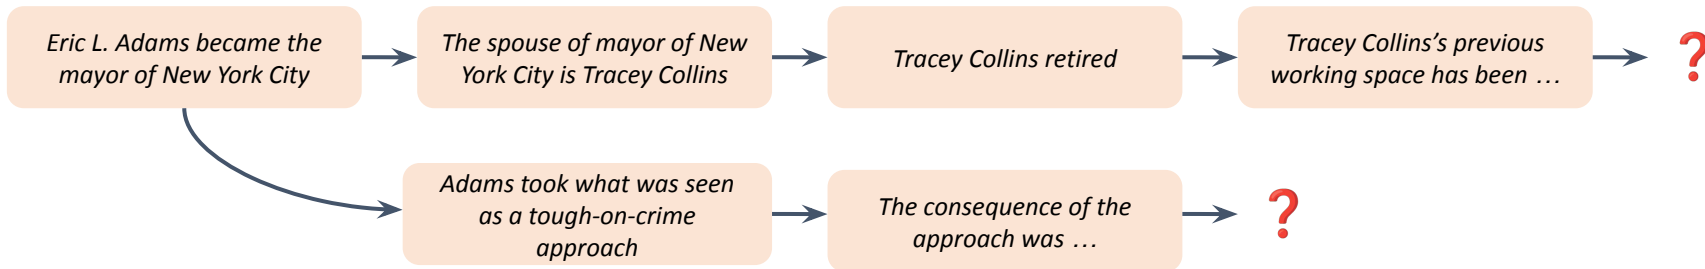 Eric L. Adams became the
mayor of New York City
The spouse of mayor of New
York City is Tracey Collins
Tracey Collins retired
Tracey Collins's previous
working space has been …
❓
Adams took what was seen
as a tough-on-crime
approach
The consequence of the
approach was …
❓